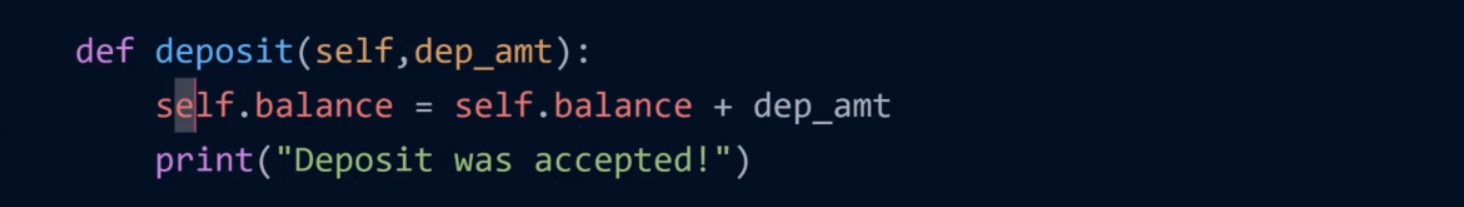 def deposit(self,dep_amt):
    self.balance = self.balance + dep_amt
    print("Deposit was accepted!")